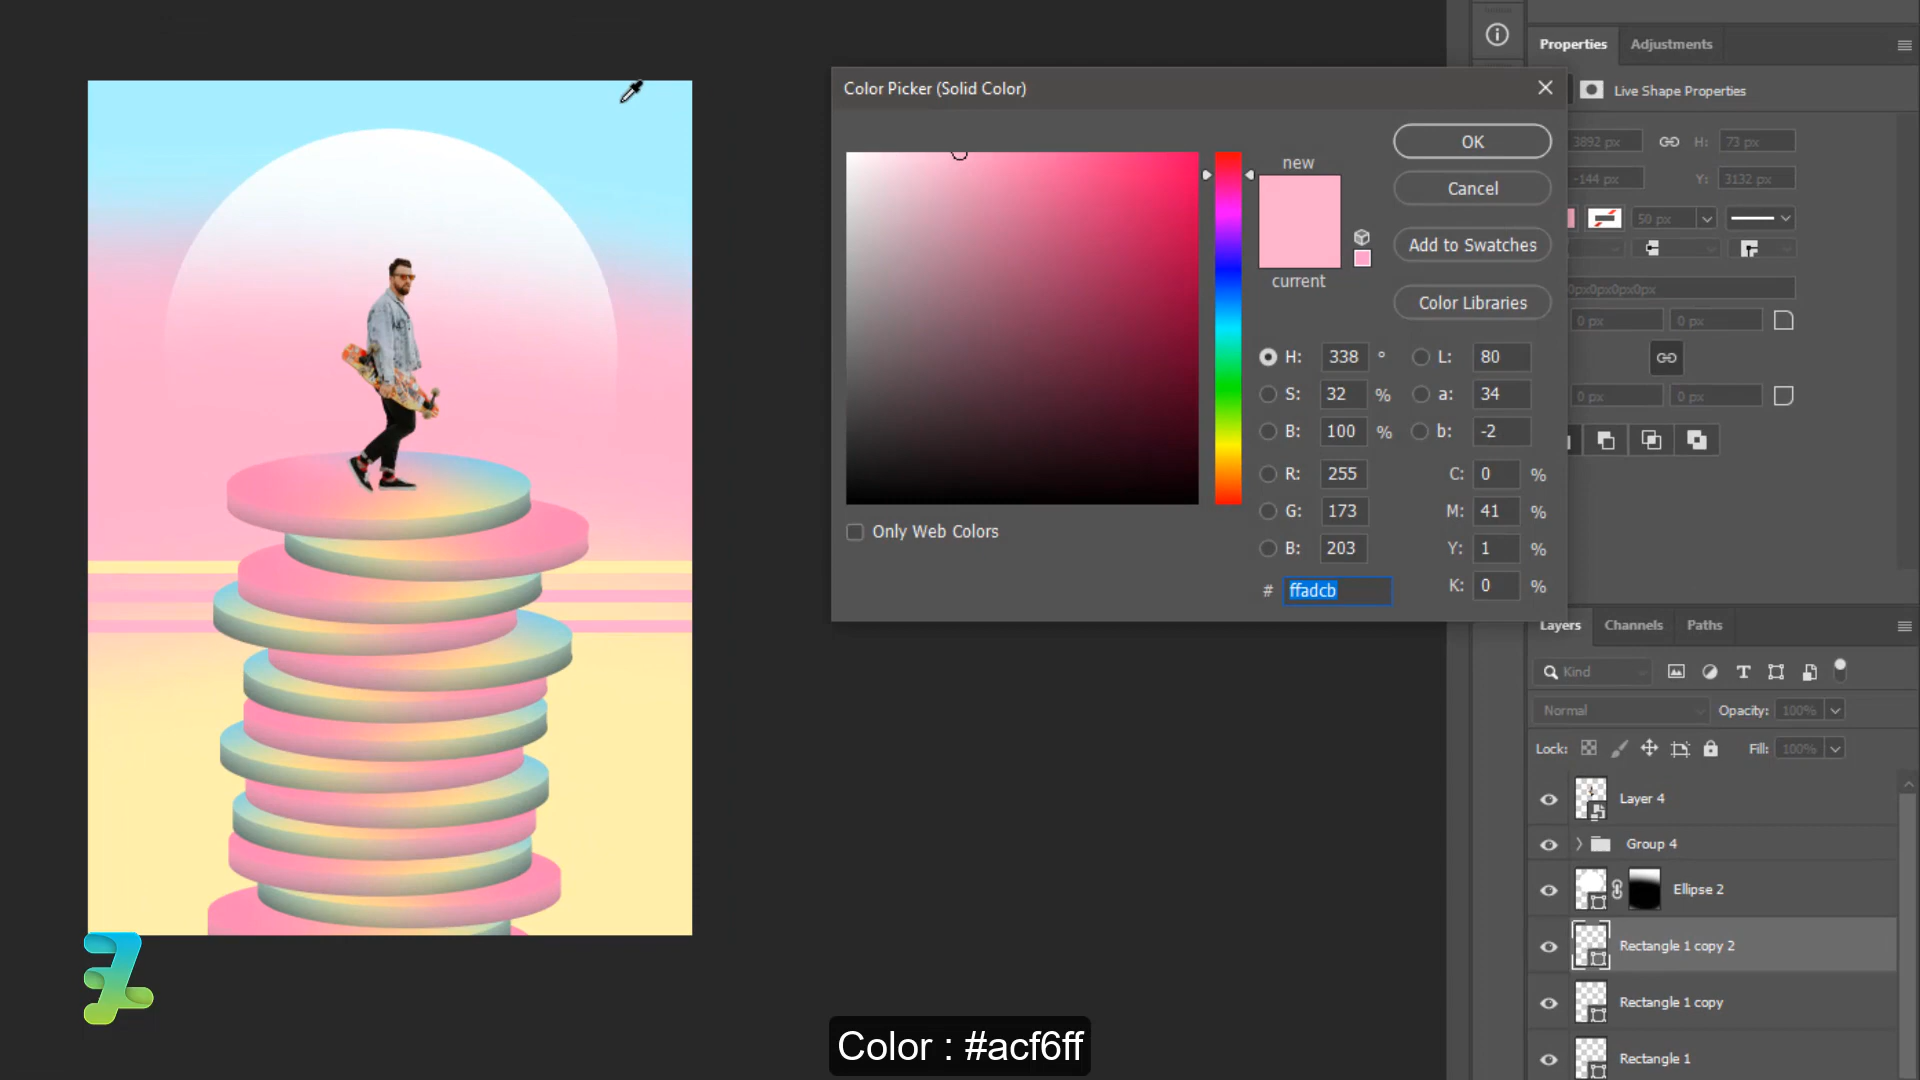 Properties
Adjustments
Color Picker (Solid Color)
Live Shape Properties
new
OK
3892 px
H:
73 px
Cancel
-144 px
Y:
3132 px
50 px
Add to Swatches
current
0px0px0px0px
Color Libraries
0 px
0 px
H: 338 °
L: 80
S: 32 %
a: 34
0 px
0 px
B: 100 %
b: -2
R: 255
C: 0 %
G: 173
M: 41 %
Only Web Colors
B: 203
Y: 1 %
# ffadcb
K: 0 %
Layers
Channels
Paths
Kind
Normal
Opacity: 100%
Lock:
Fill: 100%
Layer 4
Group 4
Ellipse 2
Rectangle 1 copy 2
Rectangle 1 copy
Color : #acf6ff
Rectangle 1